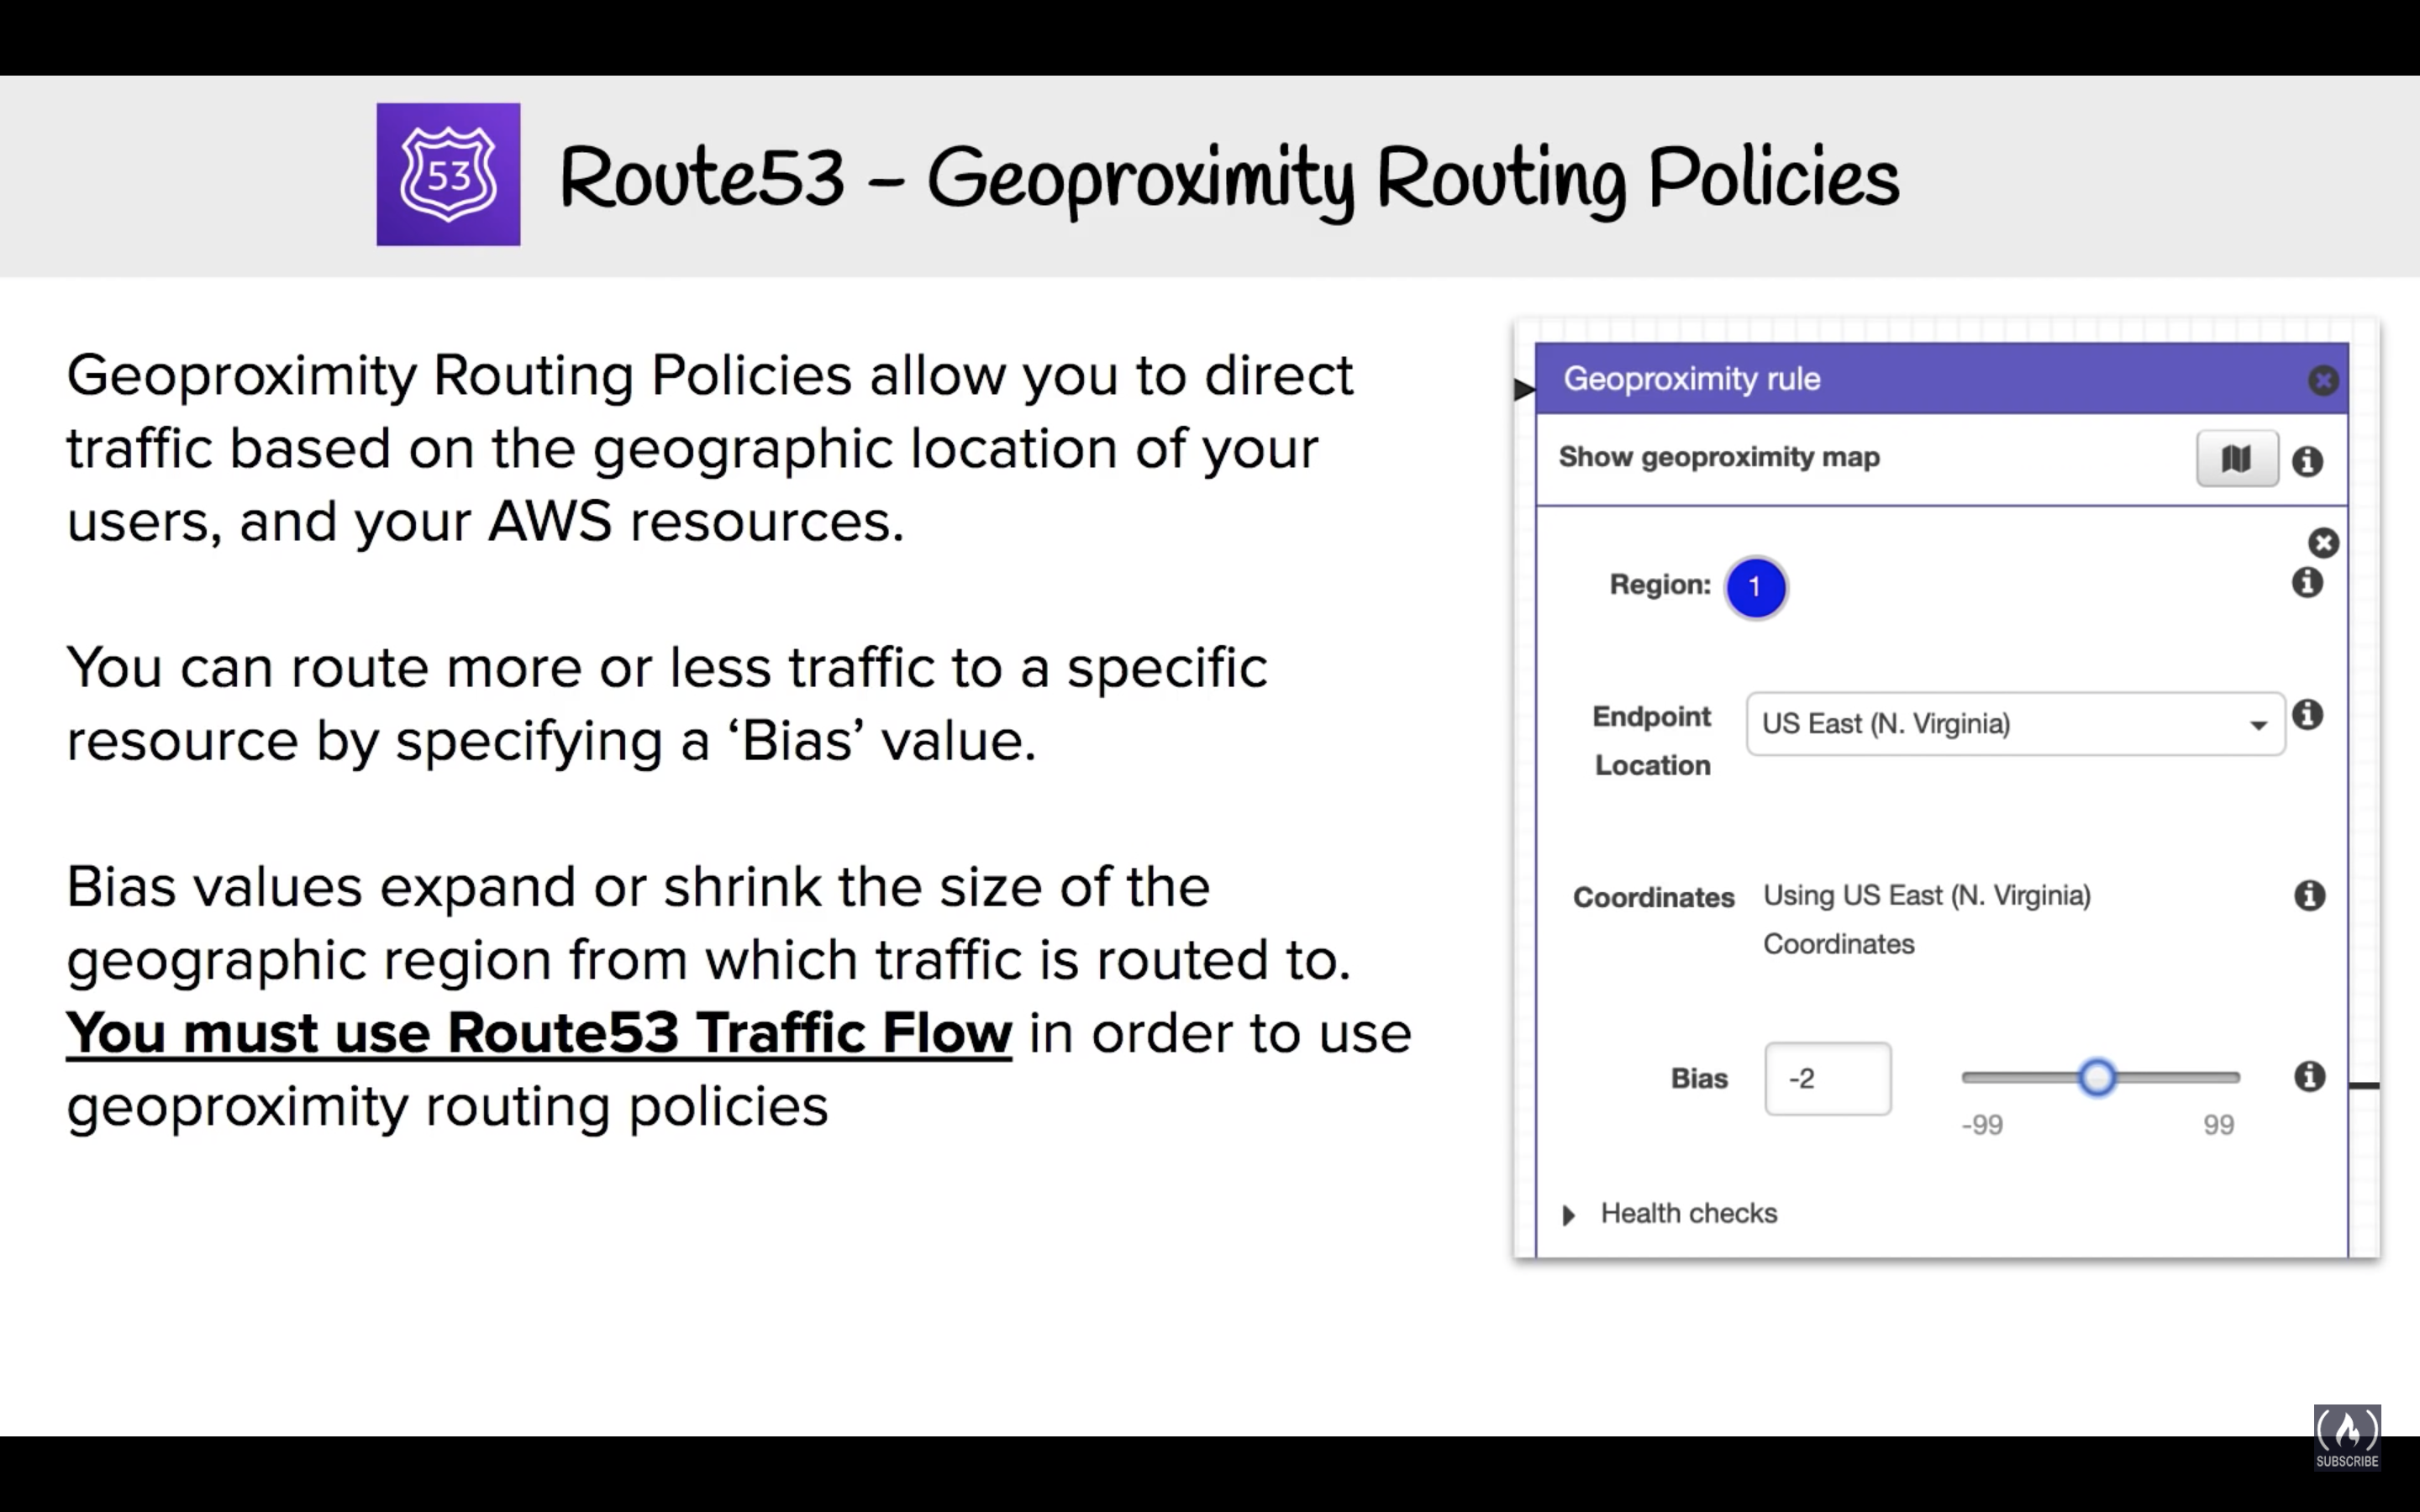 53
Route53 – Geoproximity Routing Policies
Geoproximity Routing Policies allow you to direct
traffic based on the geographic location of your
users, and your AWS resources.
You can route more or less traffic to a specific
resource by specifying a ‘Bias’ value.
Bias values expand or shrink the size of the
geographic region from which traffic is routed to.
You must use Route53 Traffic Flow in order to use
geoproximity routing policies
Geoproximity rule
Show geoproximity map
Region: 1
Endpoint
Location
US East (N. Virginia)
Coordinates
Using US East (N. Virginia)
Coordinates
Bias
-2
-99
99
Health checks
SUBSCRIBE